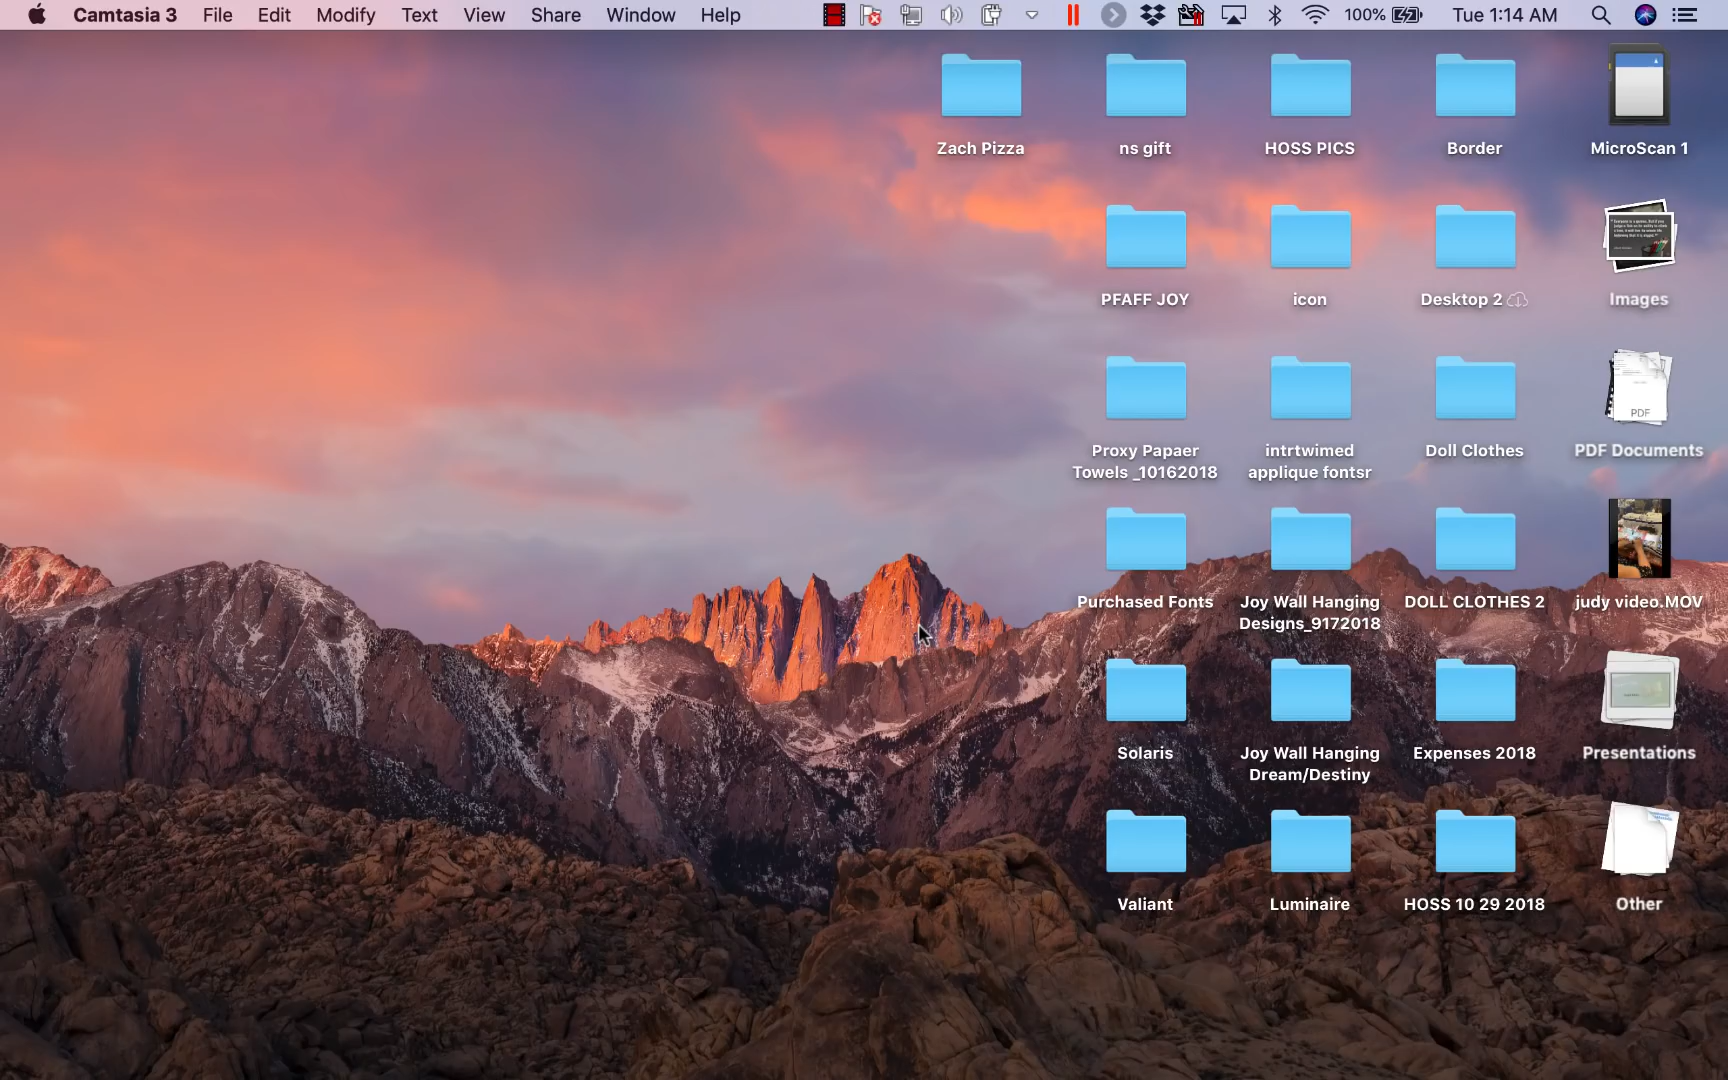 Camtasia 3 File Edit Modify Text View Share Window Help 100% Tue 1:14 AM
Zach Pizza ns gift HOSS PICS Border MicroScan 1
PFAFF JOY icon Desktop 2 Images
PDF
Proxy Papaer intrtwimed Doll Clothes PDF Documents
Towels _10162018 applique fontsr
Purchased Fonts Joy Wall Hanging DOLL CLOTHES 2 judy video.MOV
Designs_9172018
Solaris Joy Wall Hanging Expenses 2018 Presentations
Dream/Destiny
Valiant Luminaire HOSS 10 29 2018 Other